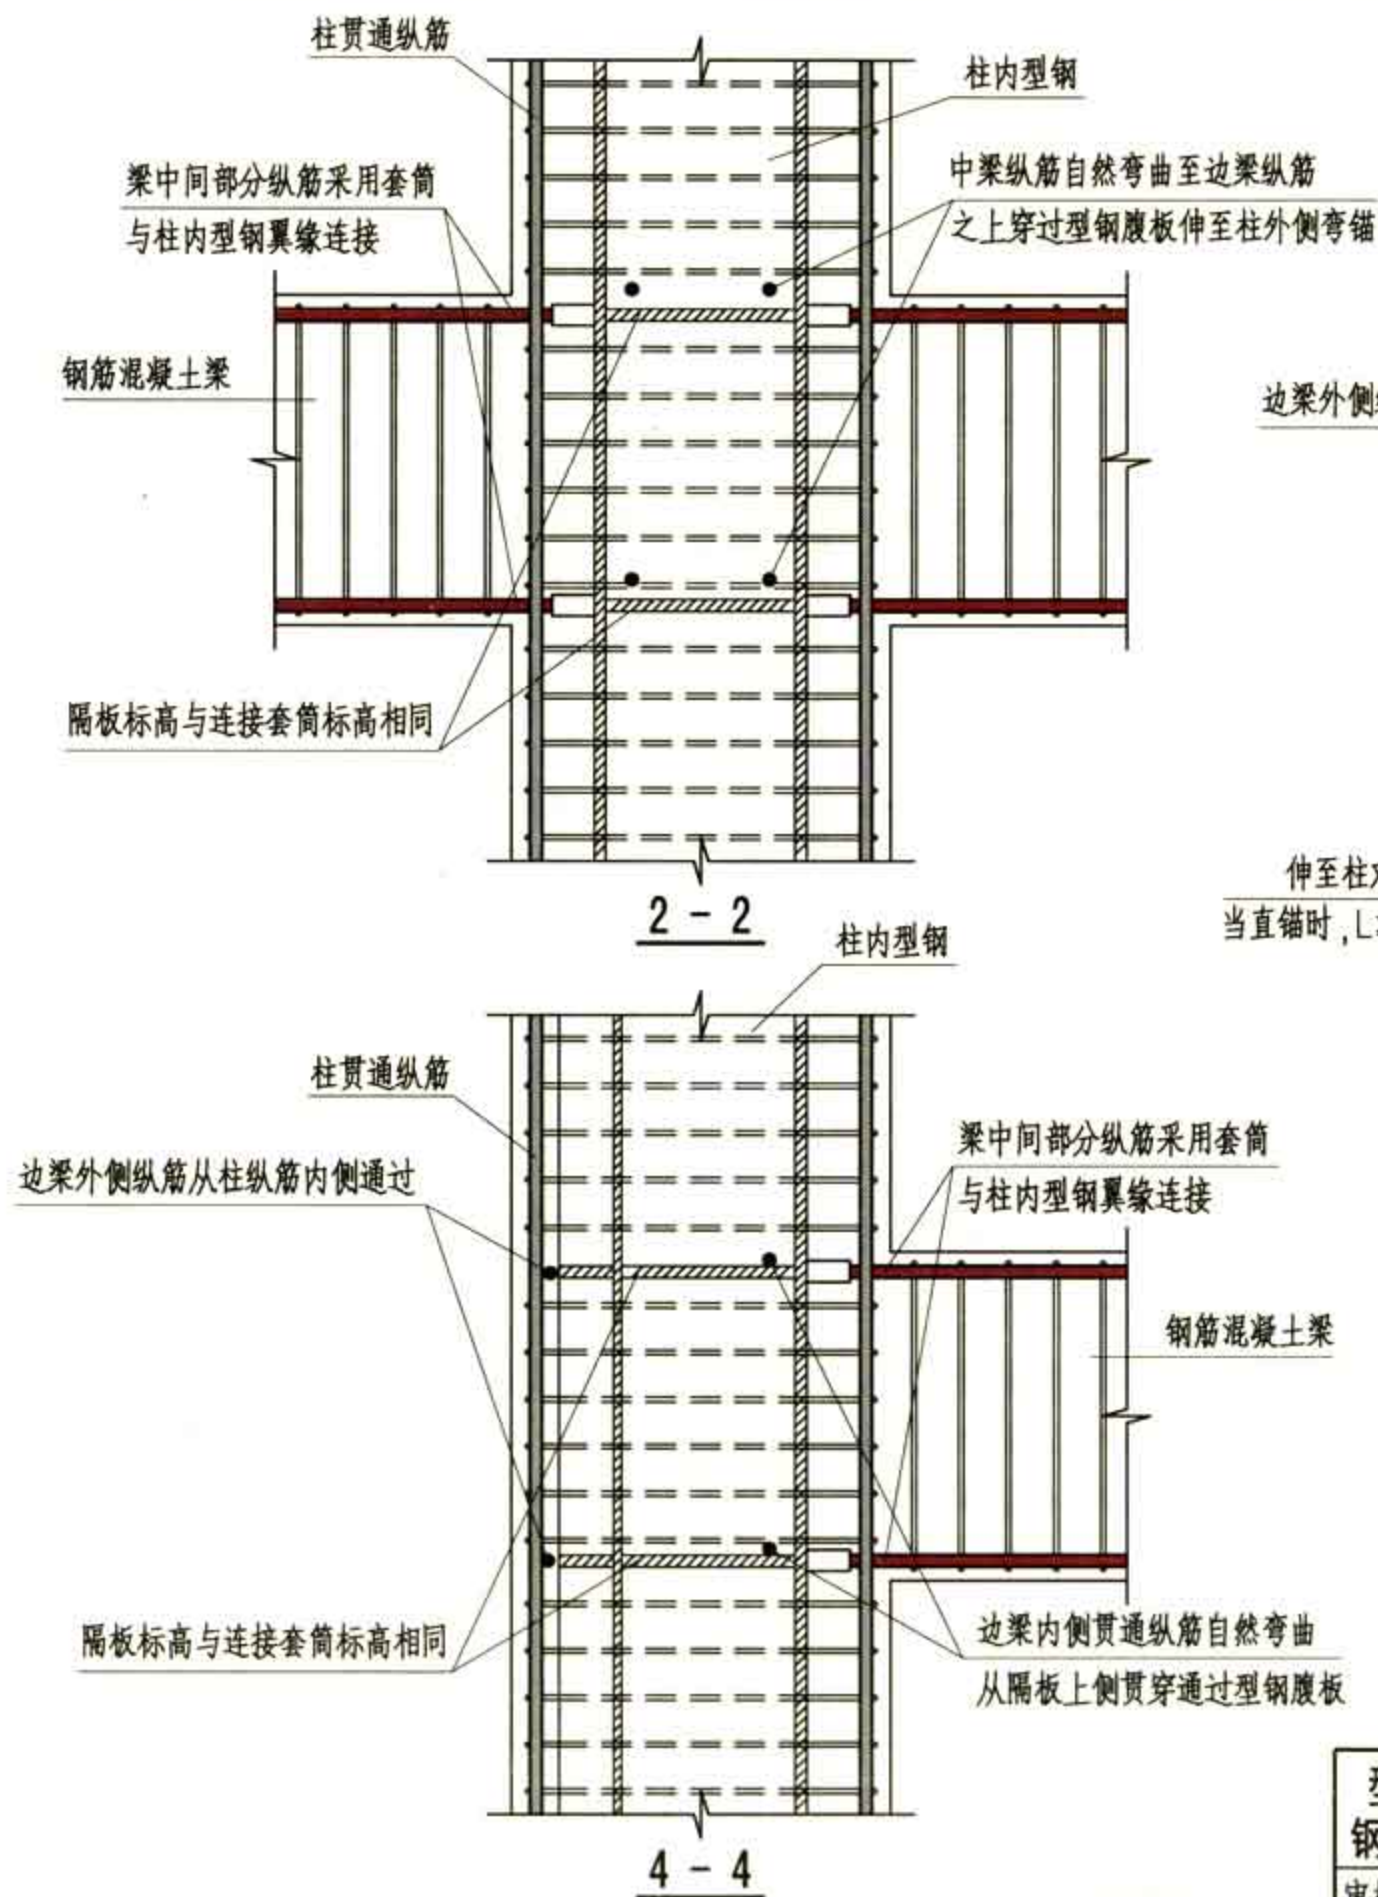 柱贯通纵筋
柱内型钢
梁中间部分纵筋采用套筒
与柱内型钢翼缘连接
中梁纵筋自然弯曲至边梁纵筋
之上穿过型钢腹板伸至柱外侧弯锚
钢筋混凝土梁
边梁外侧
隔板标高与连接套筒标高相同
2 - 2
伸至柱
当直锚时,L
柱内型钢
柱贯通纵筋
边梁外侧纵筋从柱纵筋内侧通过
梁中间部分纵筋采用套筒
与柱内型钢翼缘连接
钢筋混凝土梁
隔板标高与连接套筒标高相同
边梁内侧贯通纵筋自然弯曲
从隔板上侧贯穿通过型钢腹板
4 - 4
钢